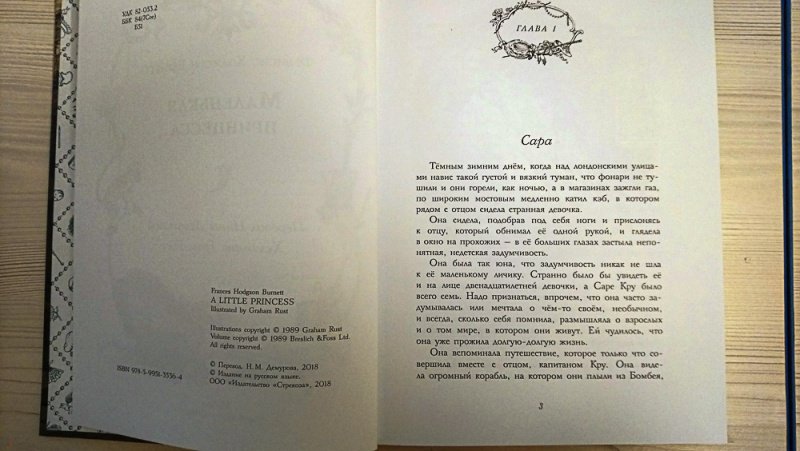 УДК 82-053.2
ББК 84(7Сое)
Б51
Frances Hodgson Burnett
A LITTLE PRINCESS
Illustrated by Graham Rust
Illustrations copyright © 1989 Graham Rust
Volume copyright © 1989 Breslich &Foss Ltd.
All rights reserved.
© Перевод. Н. М. Демурова, 2018
© Издание на русском языке.
ООО «Издательство «Стрекоза», 2018
ISBN 978-5-9951-3536-4
ГЛАВА 1
Сара
Тёмным зимним днём, когда над лондонскими улица-
ми навис такой густой и вязкий туман, что фонари не ту-
шили и они горели, как ночью, а в магазинах зажгли газ,
по широким мостовым медленно катил кэб, в котором
рядом с отцом сидела странная девочка.
Она сидела, подобрав под себя ноги и прислонясь
к отцу, который обнимал её одной рукой, и глядела
в окно на прохожих – в её больших глазах застыла непо-
нятная, недетская задумчивость.
Она была так юна, что задумчивость никак не шла
к её маленькому личику. Странно было бы увидеть её
и на лице двенадцатилетней девочки, а Саре Кру было
всего семь. Надо признаться, впрочем, что она часто за-
думывалась или мечтала о чём-то своём, необычном,
и всегда, сколько себя помнила, размышляла о взрослых
и о том мире, в котором они живут. Ей чудилось, что
она уже прожила долгую-долгую жизнь.
Она вспоминала путешествие, которое только что со-
вершила вместе с отцом, капитаном Кру. Она виде-
ла огромный корабль, на котором они плыли из Бомбея,
3